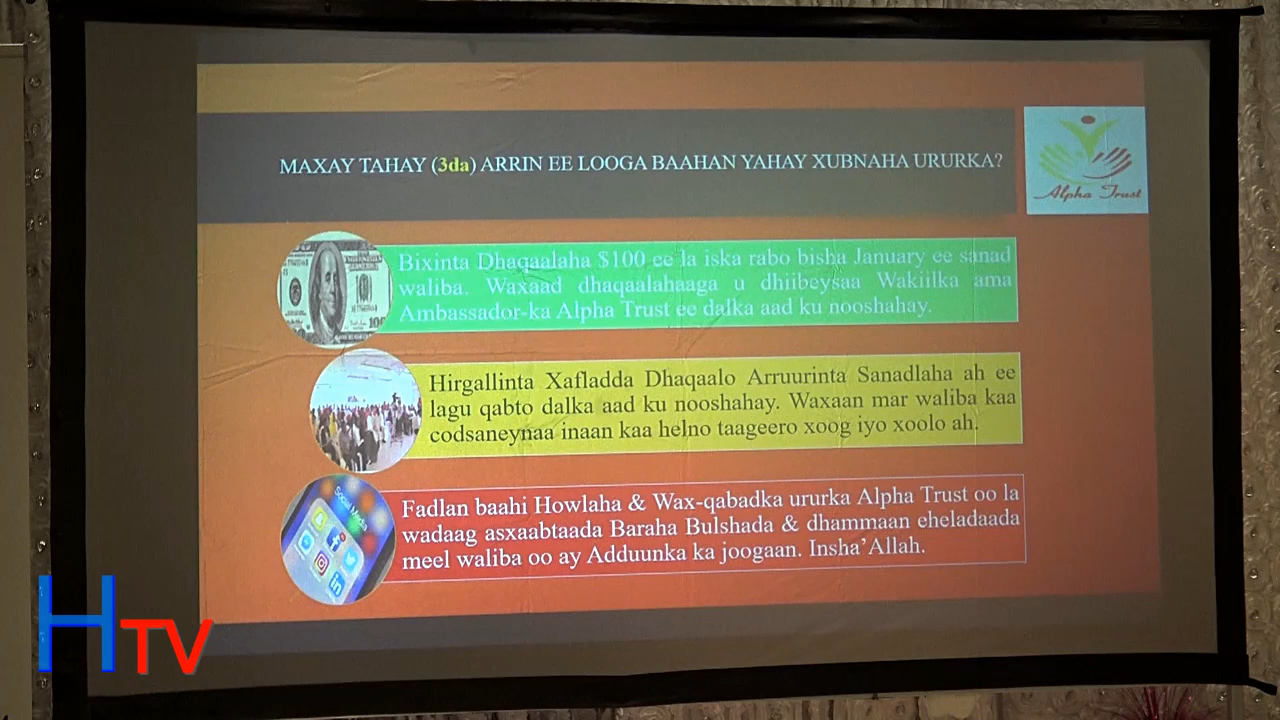 MAXAY TAHAY (3da) ARRIN EE LOOGA BAAHAN YAHAY XUBNAHA URURKA?
Alpha Trust
Bixinta Dhaqaalaha $100 ee la iska rabo bisha January ee sanad
waliba. Waxaad dhaqaalahaaga u dhiibeysaa Wakiilka ama
Ambassador-ka Alpha Trust ee dalka aad ku nooshahay.
Hirgallinta Xafladda Dhaqaalo Arruurinta Sanadlaha ah ee
lagu qabto dalka aad ku nooshahay. Waxaan mar waliba kaa
codsaneynaa inaan kaa helno taageero xoog iyo xoolo ah.
Social Media
Fadlan baahi Howlaha & Wax-qabadka ururka Alpha Trust oo la
wadaag asxaabtaada Baraha Bulshada & dhammaan eheladaada
meel waliba oo ay Adduunka ka joogaan. Insha'Allah.
HTV